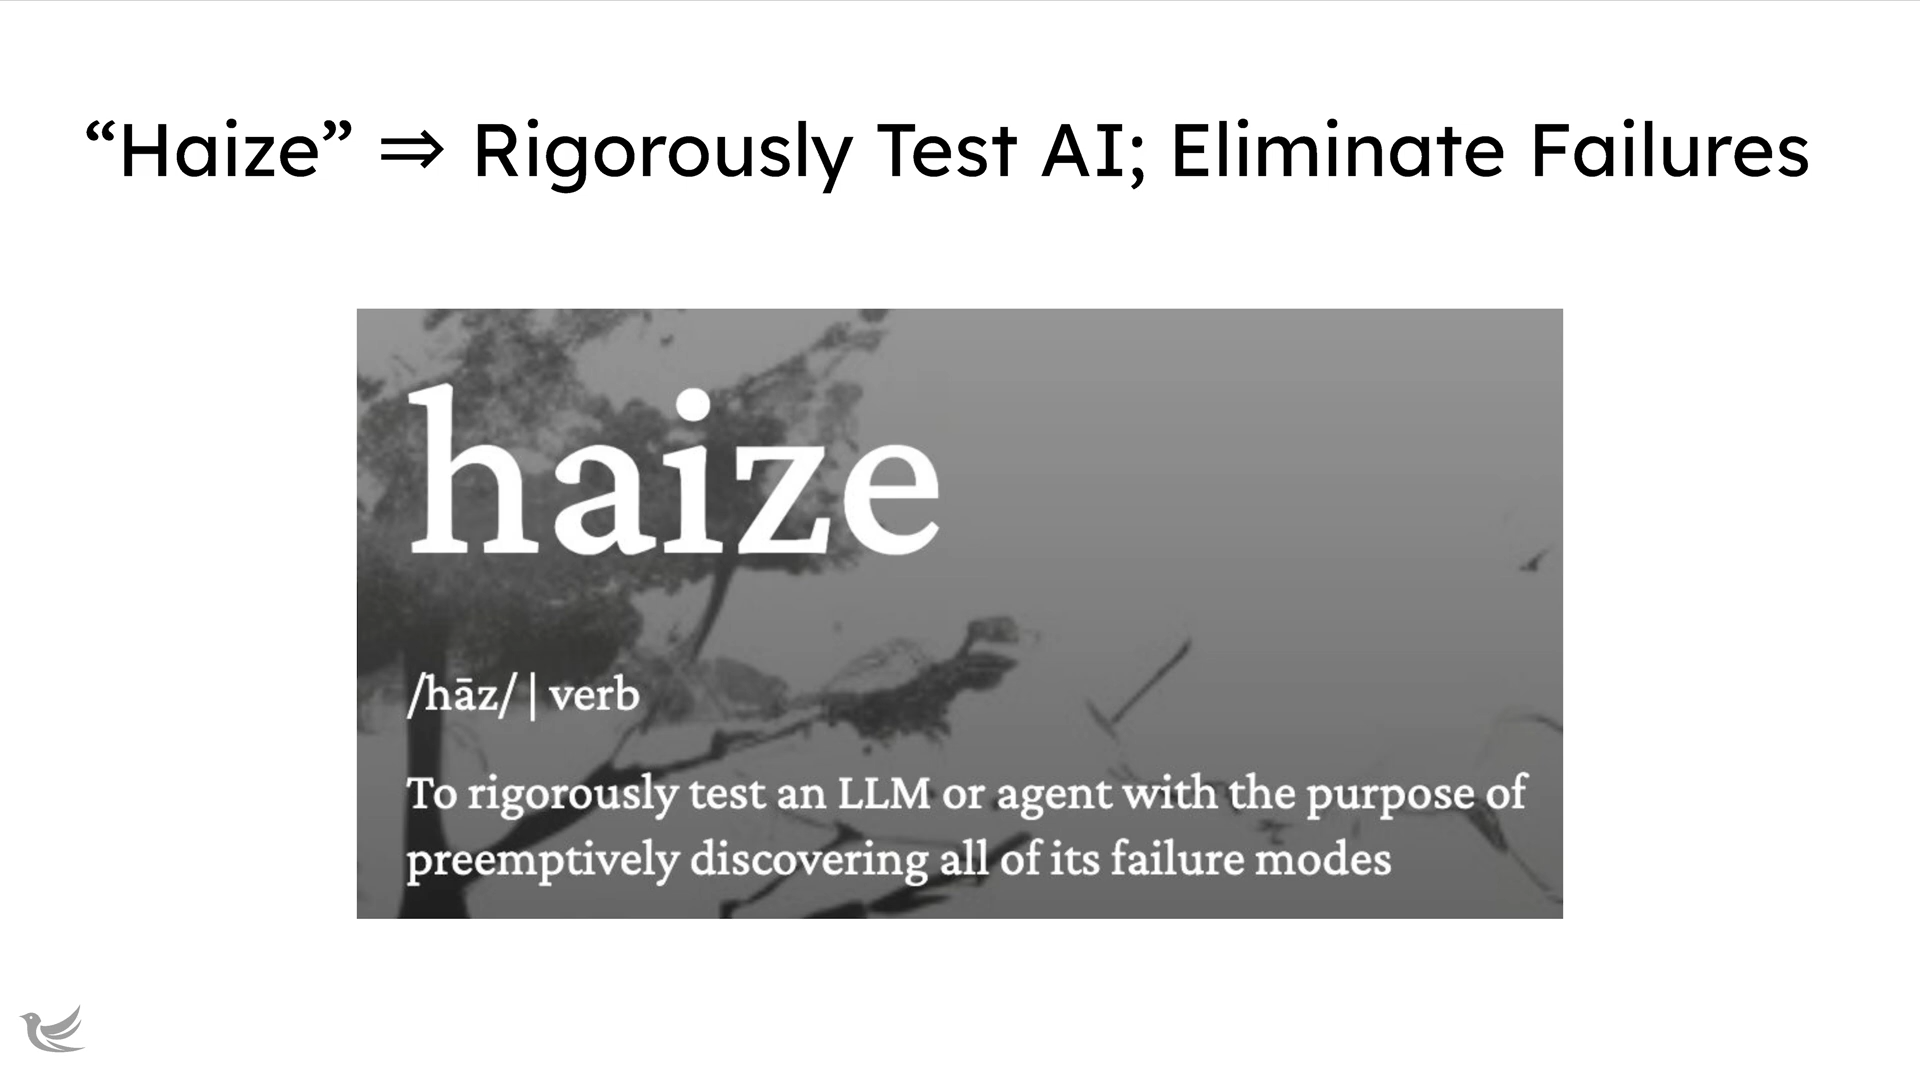 “Haize” ⇒ Rigorously Test AI; Eliminate Failures
haize
/hāz/ | verb
To rigorously test an LLM or agent with the purpose of
preemptively discovering all of its failure modes